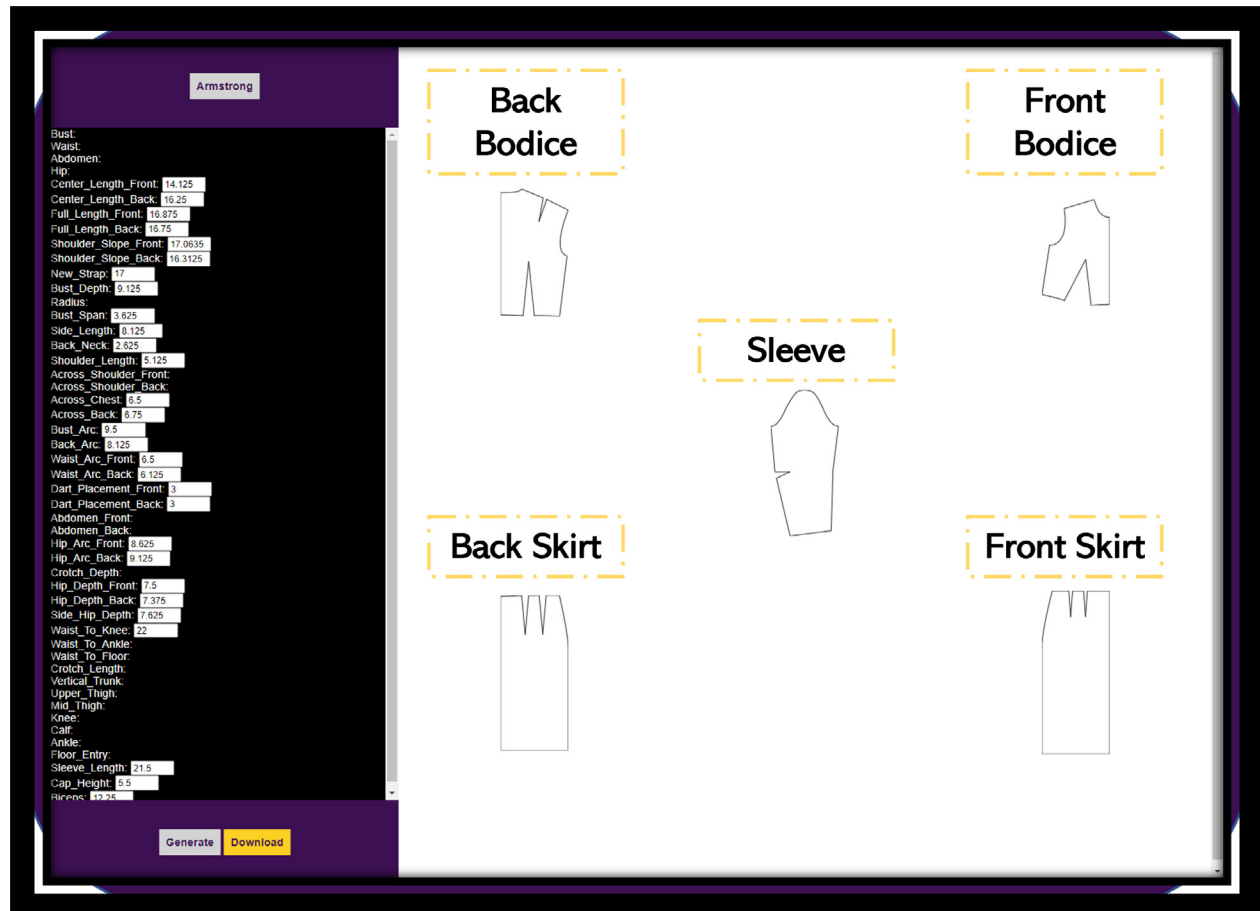 Armstrong
Bust:
Waist:
Abdomen:
Hip:
Center_Length_Front: 14.125
Center_Length_Back: 16.25
Full_Length_Front: 16.875
Full_Length_Back: 16.75
Shoulder_Slope_Front: 17.0635
Shoulder_Slope_Back: 16.3125
New_Strap: 17
Bust_Depth: 9.125
Radius:
Bust_Span: 3.625
Side_Length: 8.125
Back_Neck: 2.625
Shoulder_Length: 5.125
Across_Shoulder_Front:
Across_Shoulder_Back:
Across_Chest: 6.5
Across_Back: 6.75
Bust_Arc: 9.5
Back_Arc: 8.125
Waist_Arc_Front: 6.5
Waist_Arc_Back: 6.125
Dart_Placement_Front: 3
Dart_Placement_Back: 3
Abdomen_Front:
Abdomen_Back:
Hip_Arc_Front: 8.625
Hip_Arc_Back: 9.125
Crotch_Depth:
Hip_Depth_Front: 7.5
Hip_Depth_Back: 7.375
Side_Hip_Depth: 7.625
Waist_To_Knee: 22
Waist_To_Ankle:
Waist_To_Floor:
Crotch_Length:
Vertical_Trunk:
Upper_Thigh:
Mid_Thigh:
Knee:
Calf:
Ankle:
Floor_Entry:
Sleeve_Length: 21.5
Cap_Height: 5.5
Biceps: 12.25
Generate Download
Back
Bodice
Front
Bodice
Sleeve
Back Skirt
Front Skirt